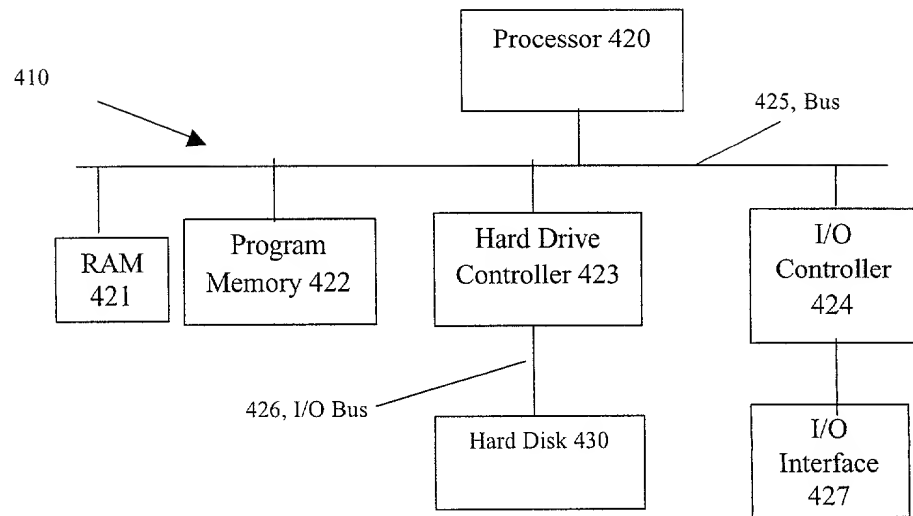 Processor 420
410
425, Bus
RAM
421
Program
Memory 422
Hard Drive
Controller 423
I/O
Controller
424
426, I/O Bus
Hard Disk 430
I/O
Interface
427